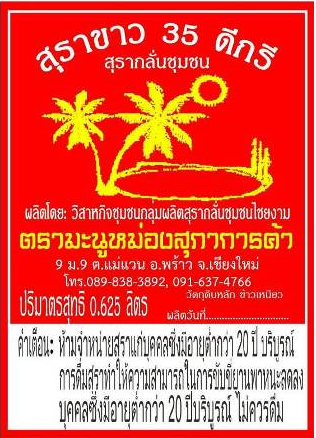 สุราขาว 35 ดีกรี
สุรากลั่นชุมชน
ผลิตโดย: วิสาหกิจชุมชนกลุ่มผลิตสุรากลั่นชุมชนไชยงาม
ตรามะนูหม่องสุภาการค้า
9 ม.9 ต.แม่แวน อ.พร้าว จ.เชียงใหม่
โทร.089-838-3892, 091-637-4766
วัตถุดิบหลัก ข้าวเหนียว
ปริมาตรสุทธิ 0.625 ลิตร
ผลิตวันที่........................
คำเตือน: ห้ามจำหน่ายสุราแก่บุคคลซึ่งมีอายุต่ำกว่า 20 ปี บริบูรณ์
การดื่มสุราทำให้ความสามารถในการขับขี่ยานพาหนะลดลง
บุคคลซึ่งมีอายุต่ำกว่า 20 ปีบริบูรณ์ ไม่ควรดื่ม